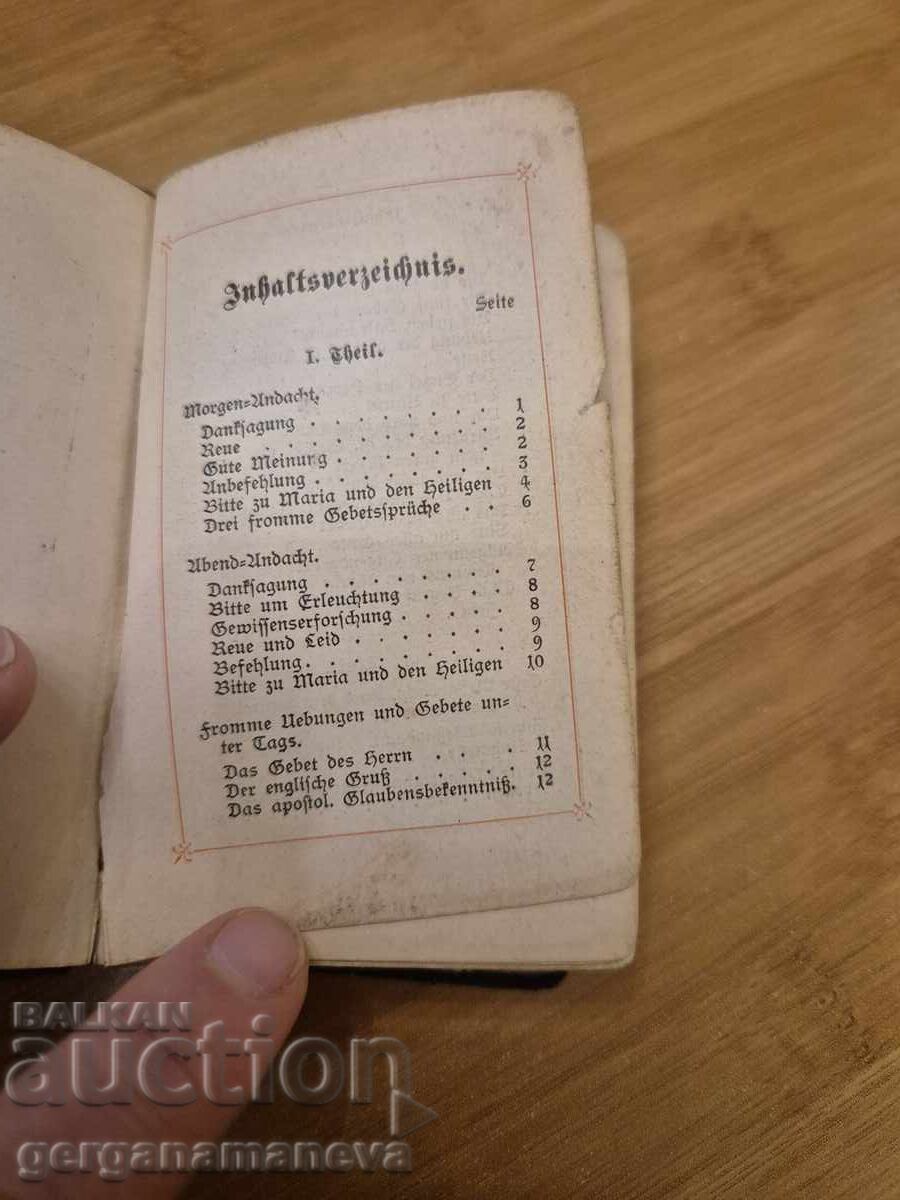 Inhaltsverzeichnis.
Seite
I. Theil.
Morgen=Andacht.
Danksagung . . . . . . . . 1
Reue . . . . . . . . . 2
Gute Meinung . . . . . . . 2
Anbefehlung . . . . . . . . 3
Bitte zu Maria und den Heiligen 4
Drei fromme Gebetssprüche . . 6
Abend=Andacht.
Danksagung . . . . . . . . 7
Bitte um Erleuchtung . . . . . 8
Gewissenserforschung . . . . . 8
Reue und Leid . . . . . . . 9
Befehlung . . . . . . . . . 9
Bitte zu Maria und den Heiligen 10
Fromme Uebungen und Gebete un=
ter Tags.
Das Gebet des Herrn . . . . 11
Der englische Gruß . . . . . 12
Das apostol. Glaubensbekenntniß. 12
BALKAN
auction
gerganamaneva